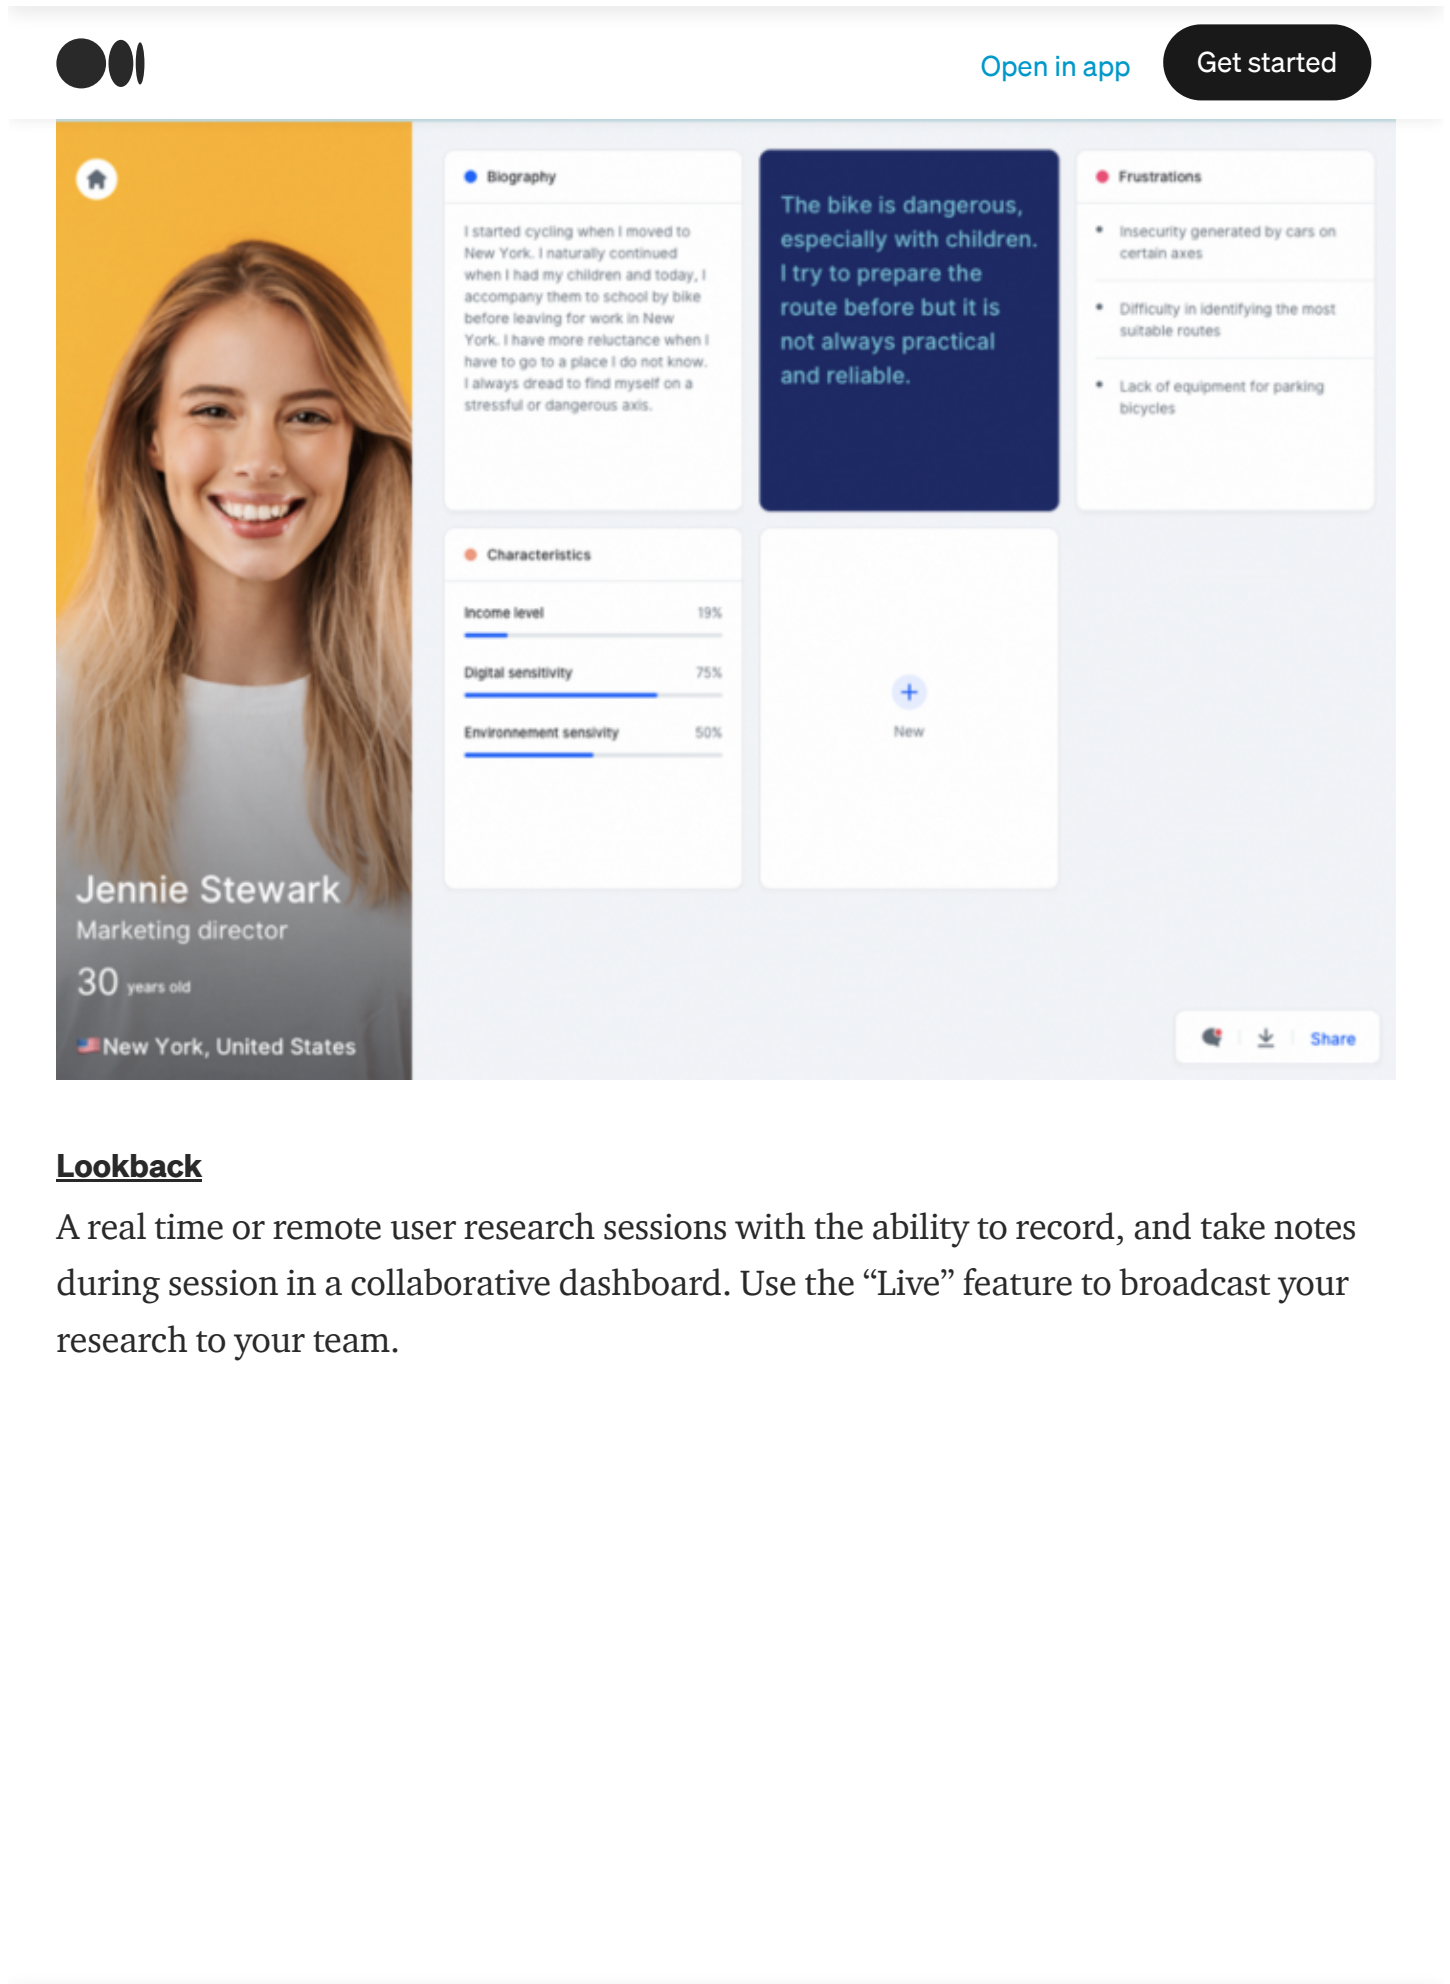 Open in app
Get started
Biography
I started cycling when I moved to
New York. I naturally continued
when I had my children and today, I
accompany them to school by bike
before leaving for work in New
York. I have more reluctance when I
have to go to a place I do not know.
I always dread to find myself on a
stressful or dangerous axis.
The bike is dangerous,
especially with children.
I try to prepare the
route before but it is
not always practical
and reliable.
Frustrations
Insecurity generated by cars on
certain axes
Difficulty in identifying the most
suitable routes
Lack of equipment for parking
bicycles
Characteristics
Income level 19%
Digital sensitivity 75%
Environnement sensivity 50%
New
Jennie Stewark
Marketing director
30 years old
New York, United States
Share
Lookback
A real time or remote user research sessions with the ability to record, and take notes
during session in a collaborative dashboard. Use the “Live” feature to broadcast your
research to your team.